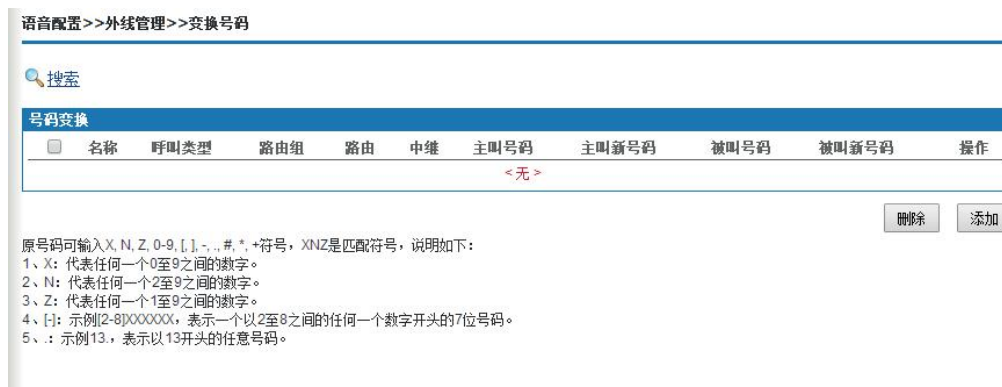 语音配置>>外线管理>>变换号码
搜索
号码变换
名称 呼叫类型 路由组 路由 中继 主叫号码 主叫新号码 被叫号码 被叫新号码 操作
<无>
删除 添加
原号码可输入X, N, Z, 0-9, [, ], -, ., #, *, +符号，XNZ是匹配符号，说明如下：
1、X：代表任何一个0至9之间的数字。
2、N：代表任何一个2至9之间的数字。
3、Z：代表任何一个1至9之间的数字。
4、[-]：示例[2-8]XXXXXX，表示一个以2至8之间的任何一个数字开头的7位号码。
5、.：示例13.，表示以13开头的任意号码。